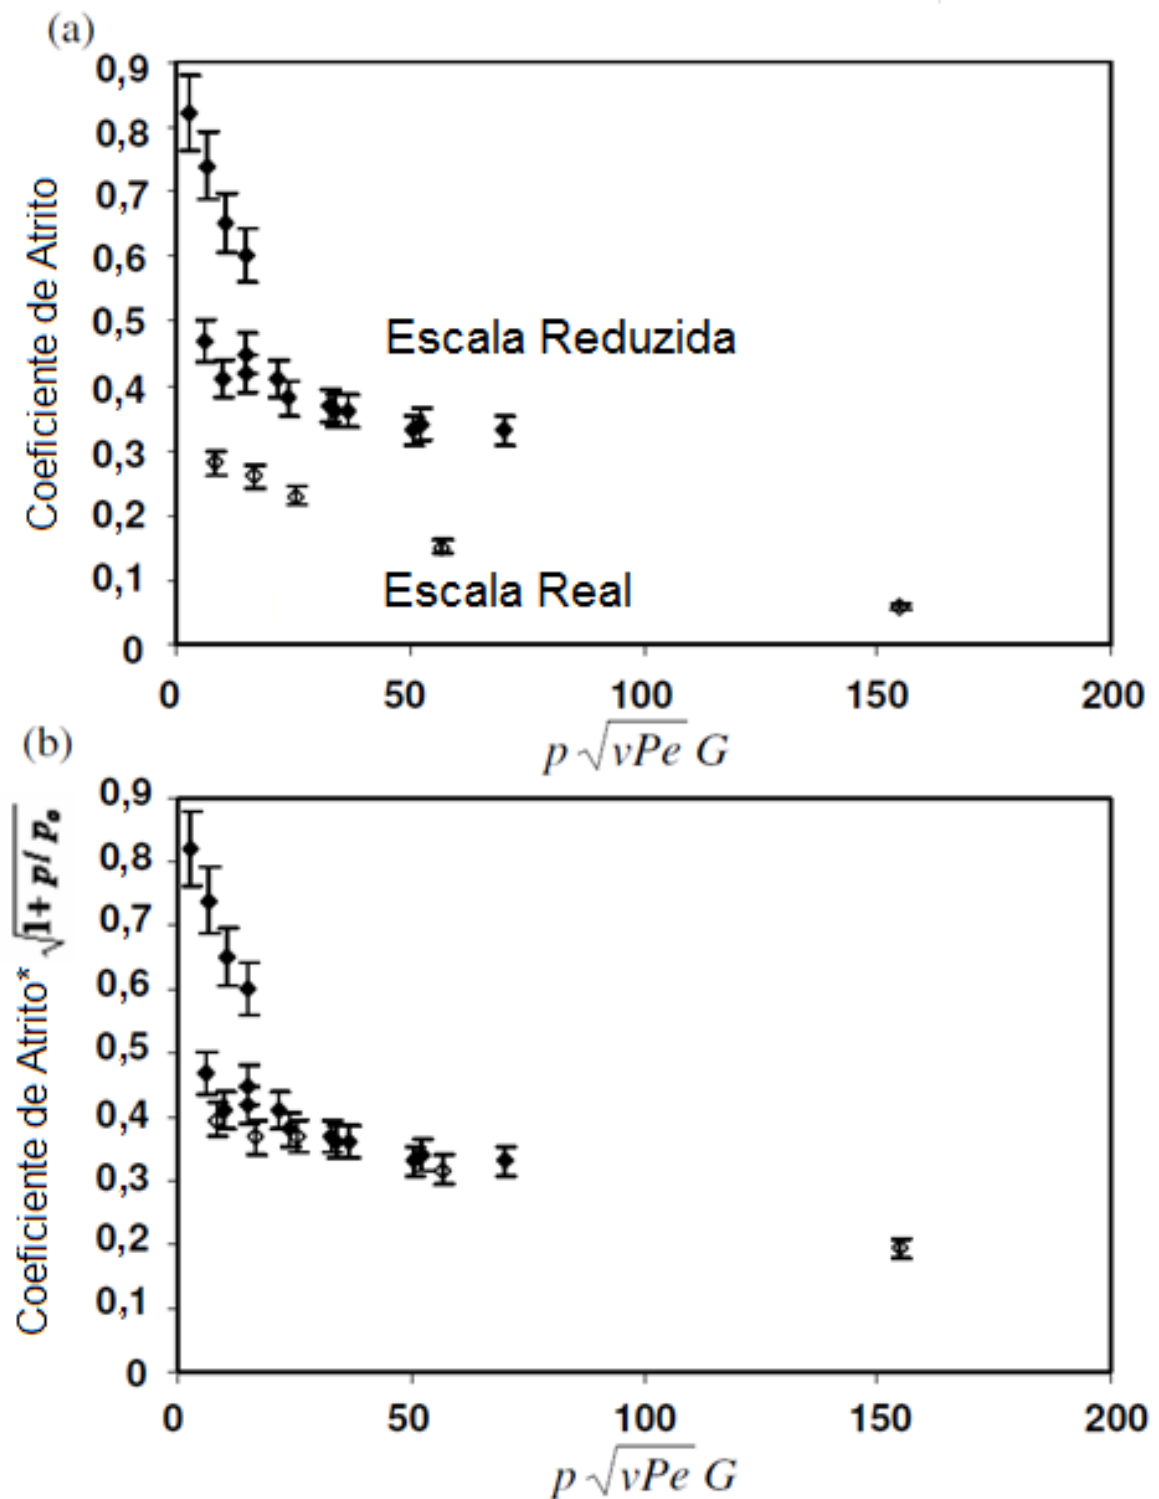 (a)
0,9
0,8
0,7
0,6
0,5
0,4
0,3
0,2
0,1
0
Coeficiente de Atrito
Escala Reduzida
Escala Real
0 50 100 150 200
p √vPe G
(b)
0,9
0,8
0,7
0,6
0,5
0,4
0,3
0,2
0,1
0
Coeficiente de Atrito* √1+ p/ pₒ
0 50 100 150 200
p √vPe G